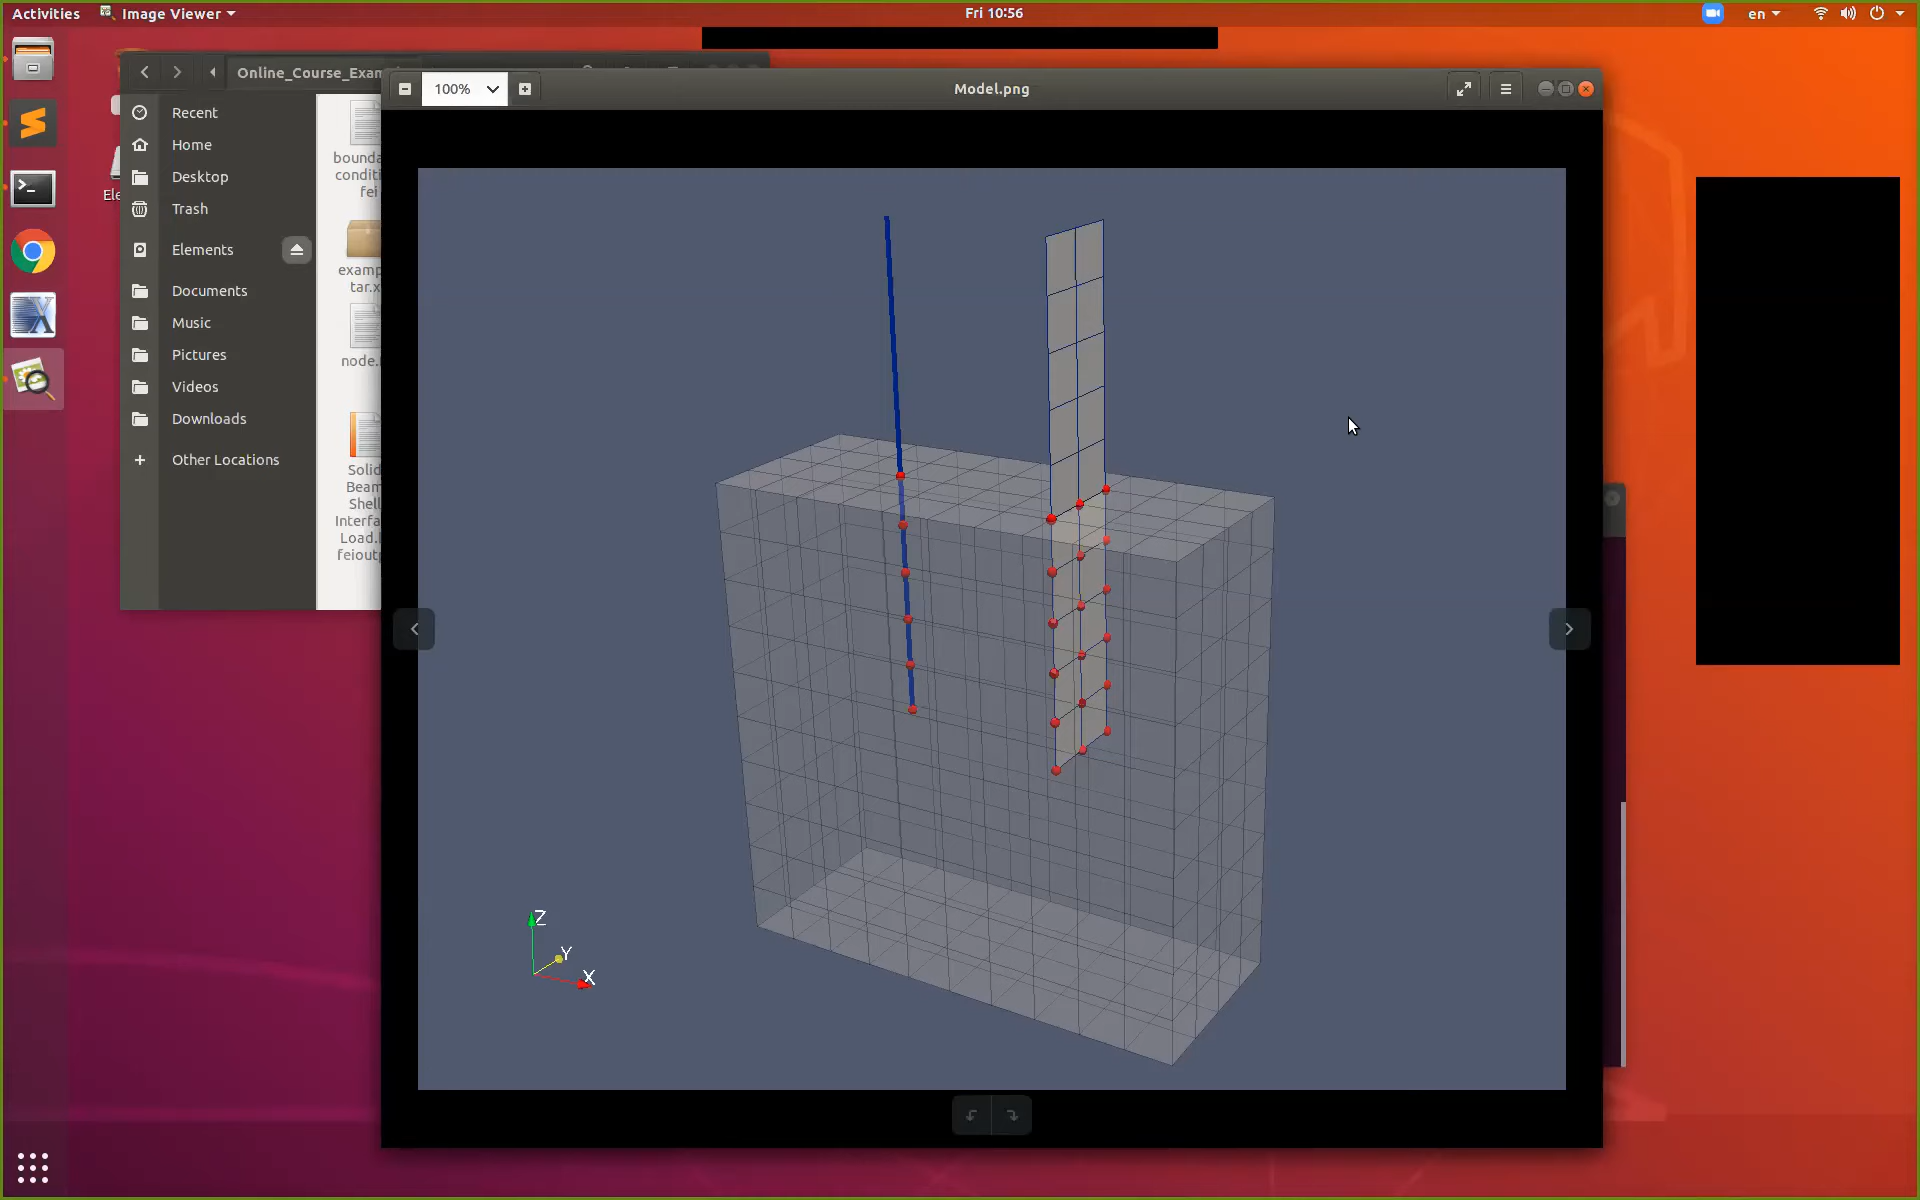 Activities
Image Viewer
Fri 10:56
en
Online_Course_Exam
100%
Model.png
Recent
Home
Desktop
Trash
Elements
Documents
Music
Pictures
Videos
Downloads
Other Locations
Ele
bounda
conditi
fei
examp
tar.x
node.
Solid
Beam
Shell
Interfa
Load.
feioutp
Z
Y
X